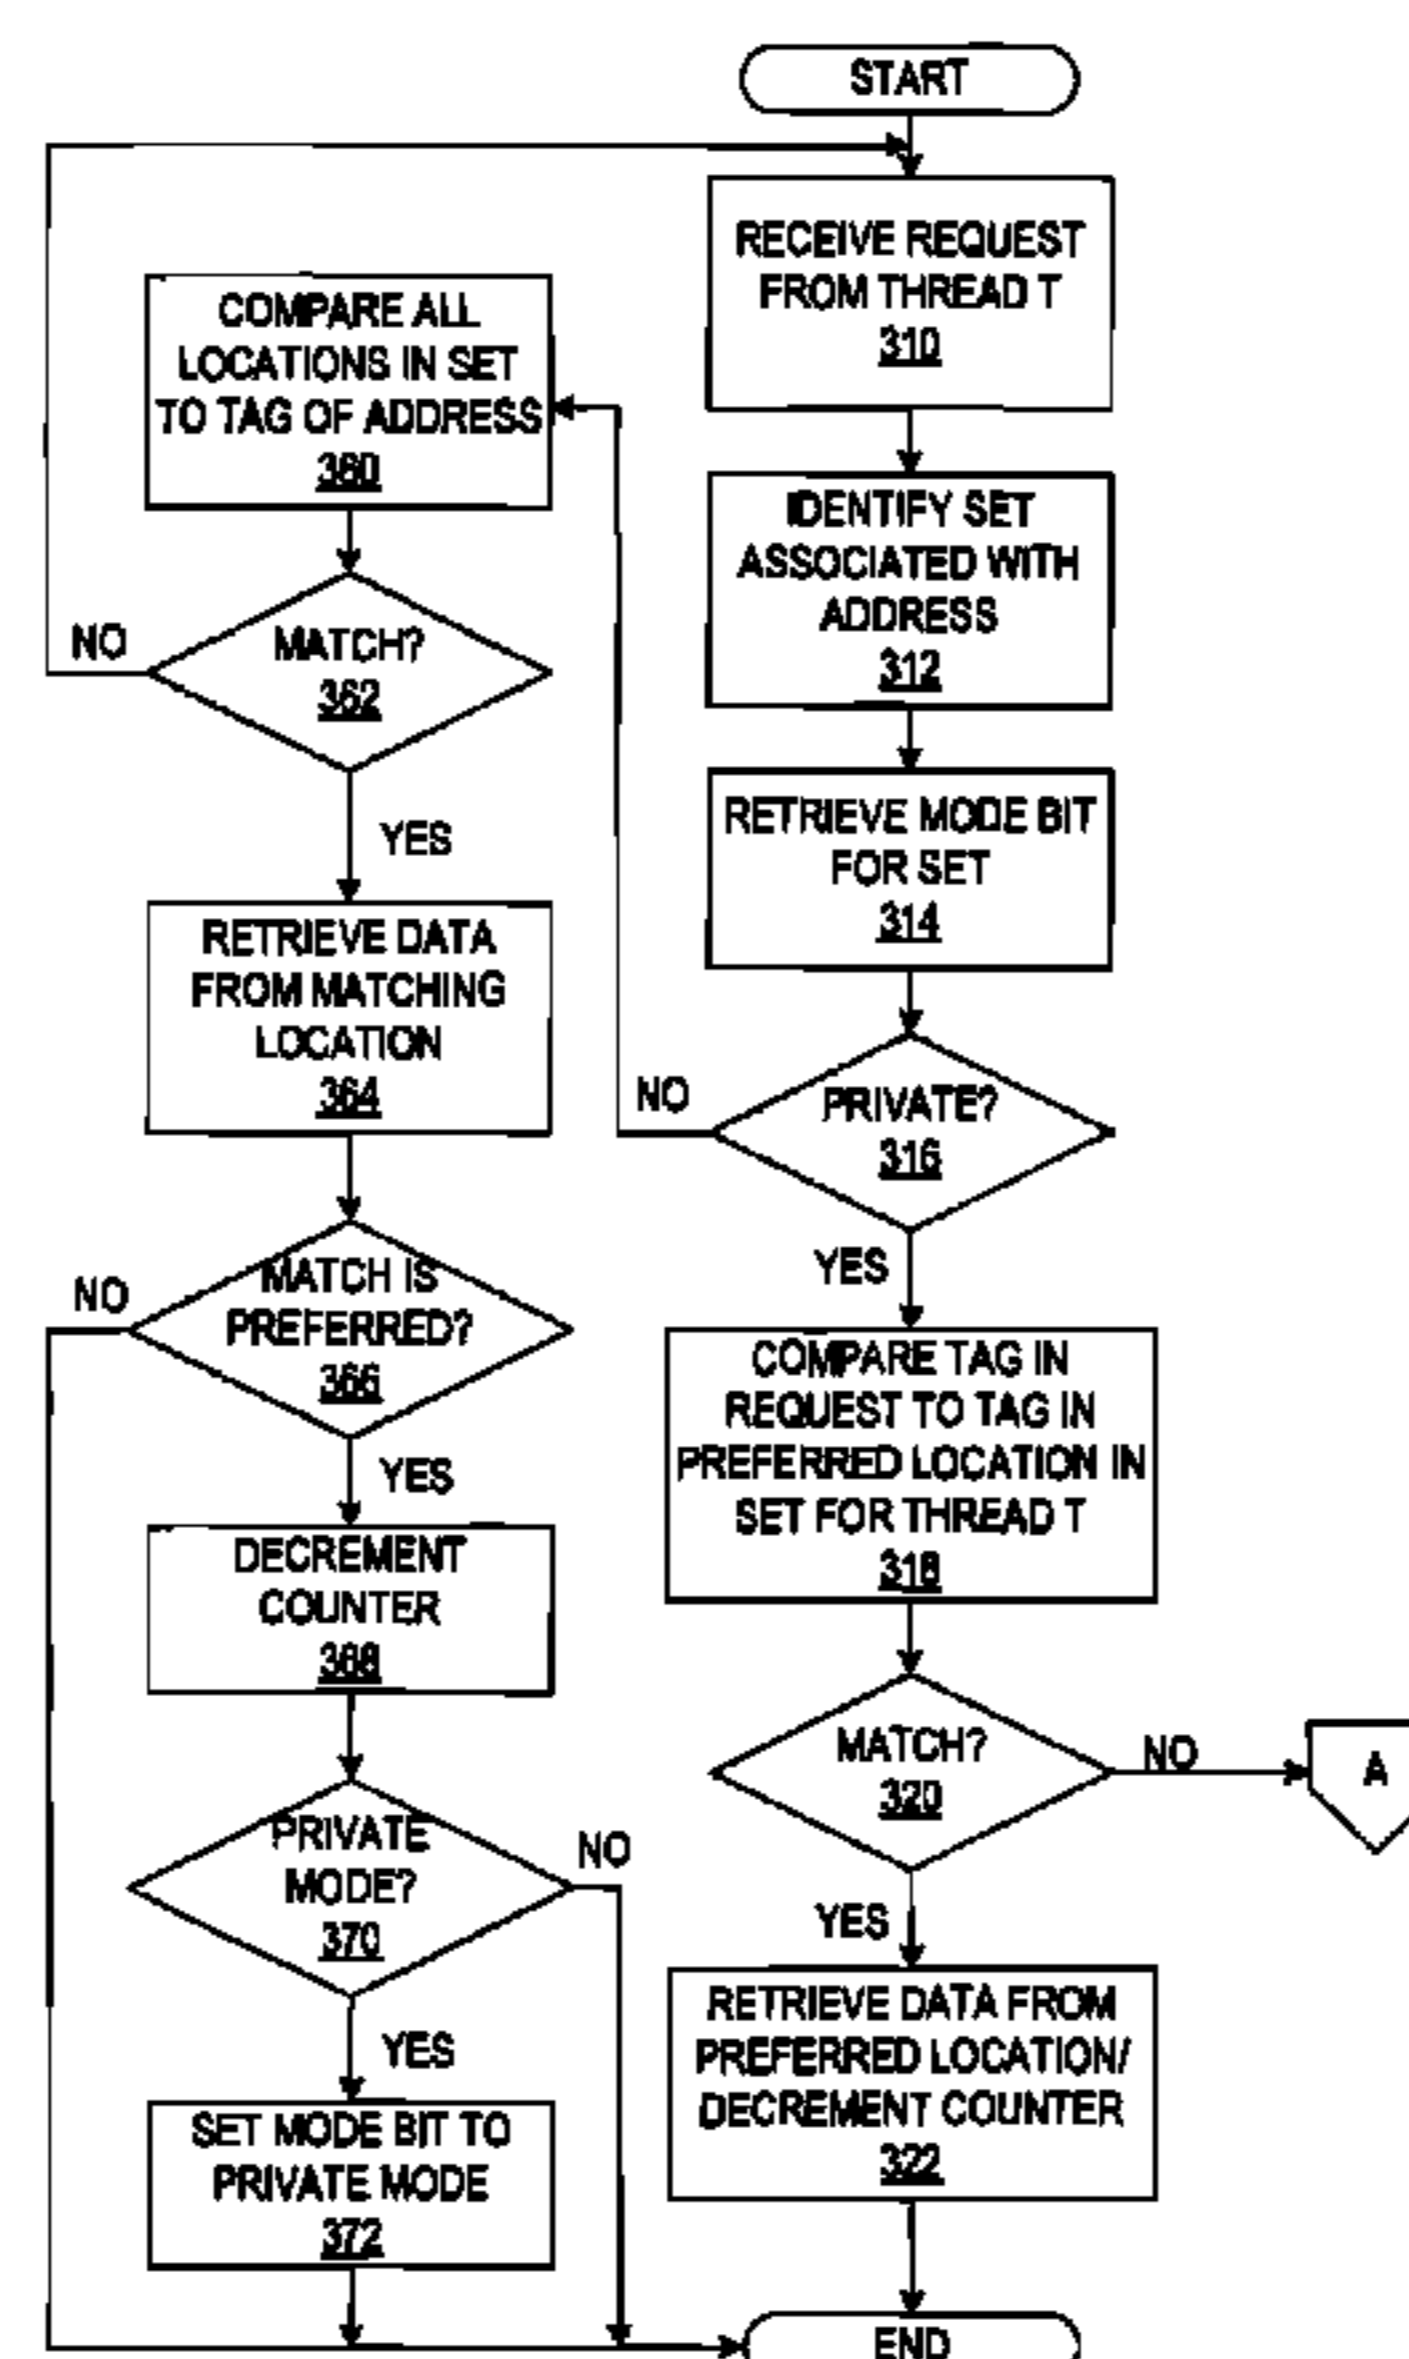 START
RECEIVE REQUEST
FROM THREAD T
310
IDENTIFY SET
ASSOCIATED WITH
ADDRESS
312
RETRIEVE MODE BIT
FOR SET
314
PRIVATE?
316
NO
YES
COMPARE TAG IN
REQUEST TO TAG IN
PREFERRED LOCATION IN
SET FOR THREAD T
318
MATCH?
320
NO
A
YES
RETRIEVE DATA FROM
PREFERRED LOCATION/
DECREMENT COUNTER
322
END
COMPARE ALL
LOCATIONS IN SET
TO TAG OF ADDRESS
360
MATCH?
362
NO
YES
RETRIEVE DATA
FROM MATCHING
LOCATION
364
MATCH IS
PREFERRED?
366
NO
YES
DECREMENT
COUNTER
368
PRIVATE
MODE?
370
NO
YES
SET MODE BIT TO
PRIVATE MODE
372